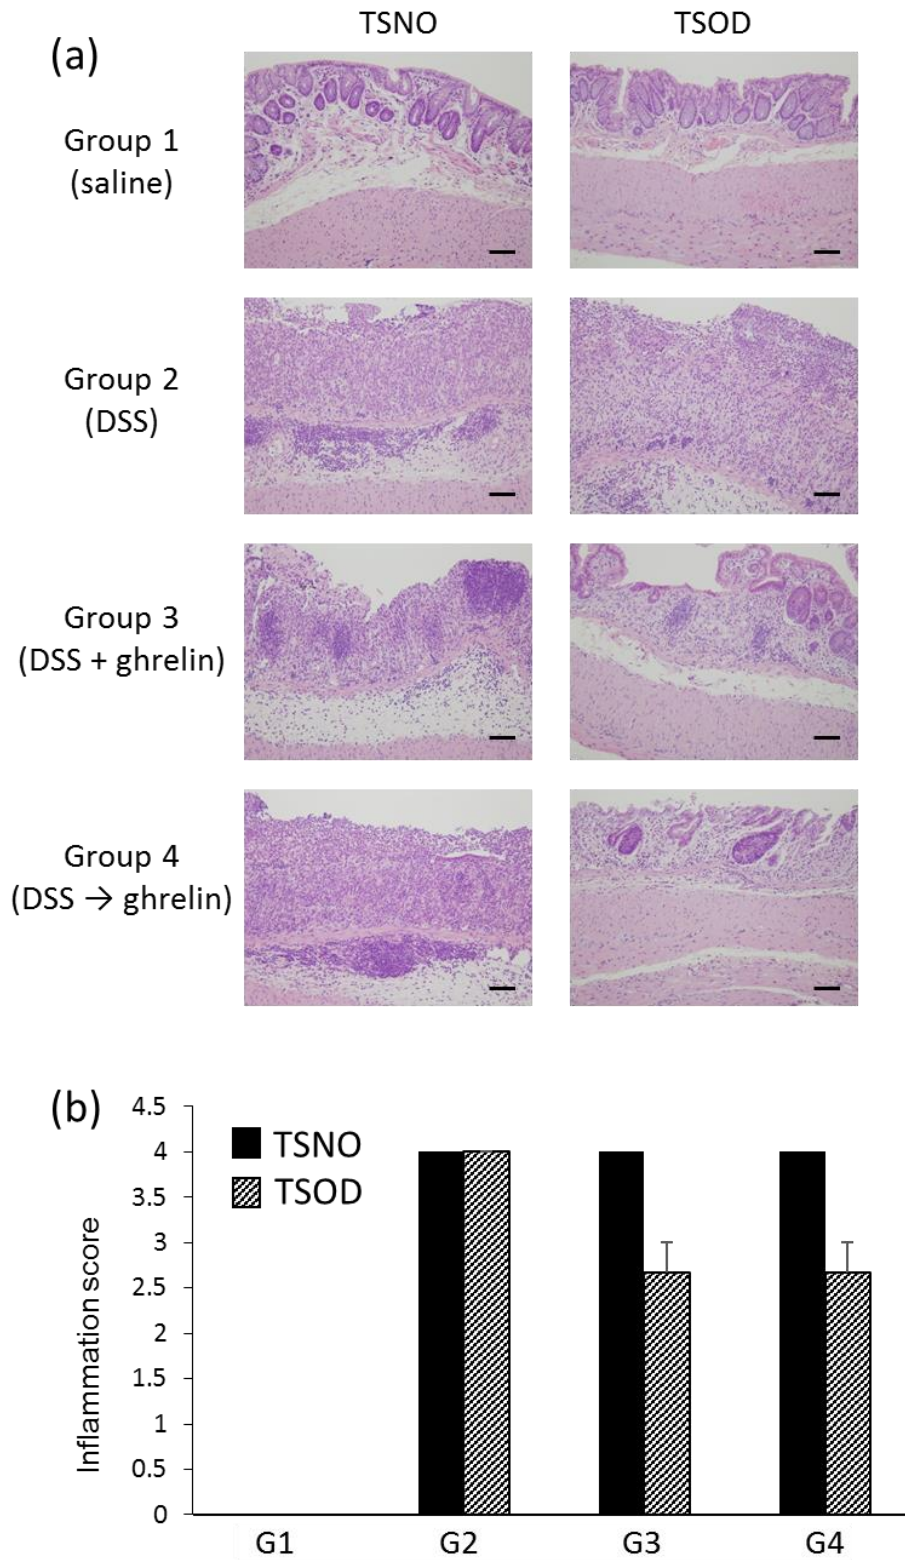 TSNO TSOD
(a)
Group 1
(saline)
Group 2
(DSS)
Group 3
(DSS + ghrelin)
Group 4
(DSS → ghrelin)
(b)
4.5
4
3.5
3
2.5
2
1.5
1
0.5
0
Inflammation score
TSNO
TSOD
G1 G2 G3 G4